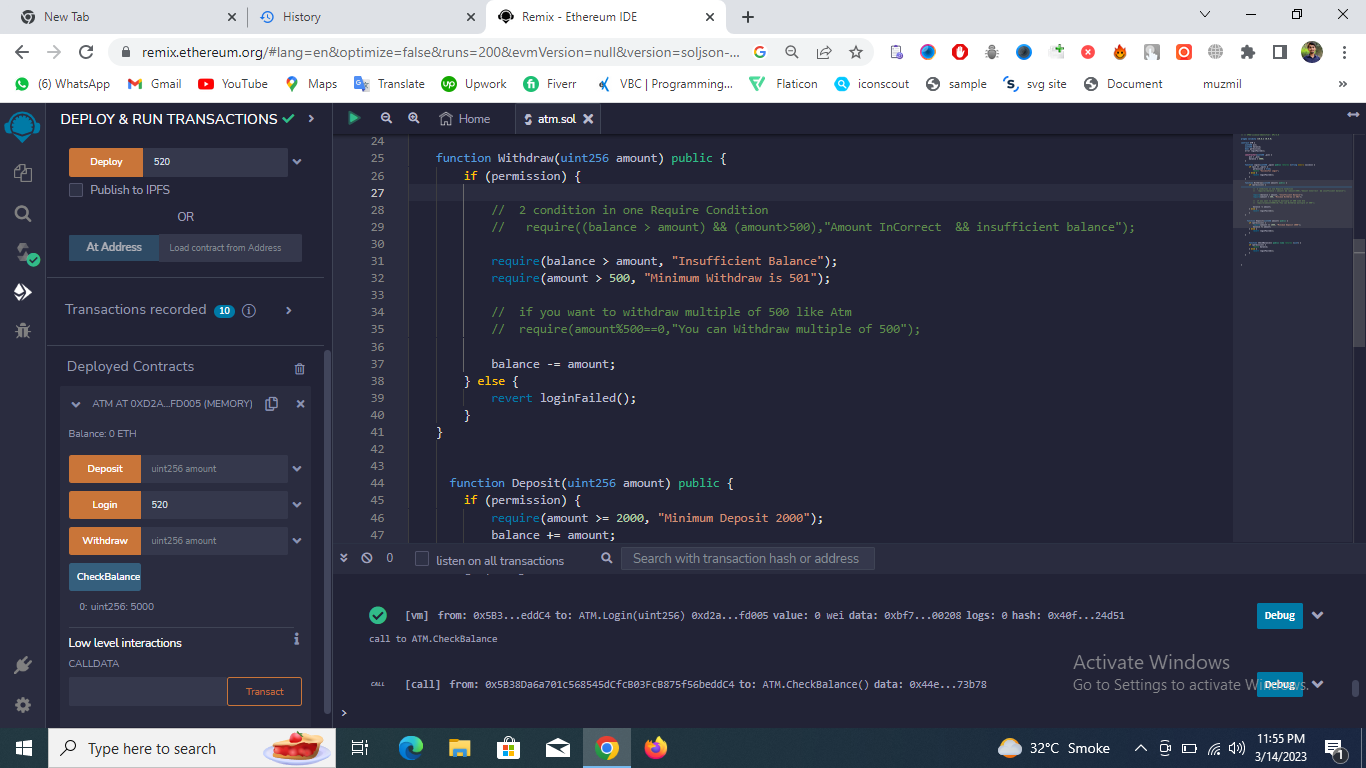 New Tab
History
Remix - Ethereum IDE
remix.ethereum.org/#lang=en&optimize=false&runs=200&evmVersion=null&version=soljson-...
(6) WhatsApp
Gmail
YouTube
Maps
Translate
Upwork
Fiverr
VBC | Programming...
Flaticon
iconscout
sample
svg site
Document
muzmil
»
DEPLOY & RUN TRANSACTIONS
Home
atm.sol
Deploy 520
Publish to IPFS
OR
At Address Load contract from Address
Transactions recorded 10 i
Deployed Contracts
ATM AT 0XD2A...FD005 (MEMORY)
Balance: 0 ETH
Deposit uint256 amount
Login 520
Withdraw uint256 amount
CheckBalance
0: uint256: 5000
Low level interactions i
CALLDATA
Transact
24
25 function Withdraw(uint256 amount) public {
26 if (permission) {
27
28 // 2 condition in one Require Condition
29 // require((balance > amount) && (amount>500),"Amount InCorrect && insufficient balance");
30
31 require(balance > amount, "Insufficient Balance");
32 require(amount > 500, "Minimum Withdraw is 501");
33
34 // if you want to withdraw multiple of 500 like Atm
35 // require(amount%500==0,"You can Withdraw multiple of 500");
36
37 balance -= amount;
38 } else {
39 revert loginFailed();
40 }
41 }
42
43
44 function Deposit(uint256 amount) public {
45 if (permission) {
46 require(amount >= 2000, "Minimum Deposit 2000");
47 balance += amount;
0 listen on all transactions Search with transaction hash or address
[vm] from: 0x5B3...eddC4 to: ATM.Login(uint256) 0xd2a...fd005 value: 0 wei data: 0xbf7...00208 logs: 0 hash: 0x40f...24d51 Debug
call to ATM.CheckBalance
CALL [call] from: 0x5B38Da6a701c568545dCfcB03FcB875f56beddC4 to: ATM.CheckBalance() data: 0x44e...73b78 Debug
>
Activate Windows
Go to Settings to activate Windows.
Type here to search
32°C Smoke
11:55 PM
3/14/2023
1